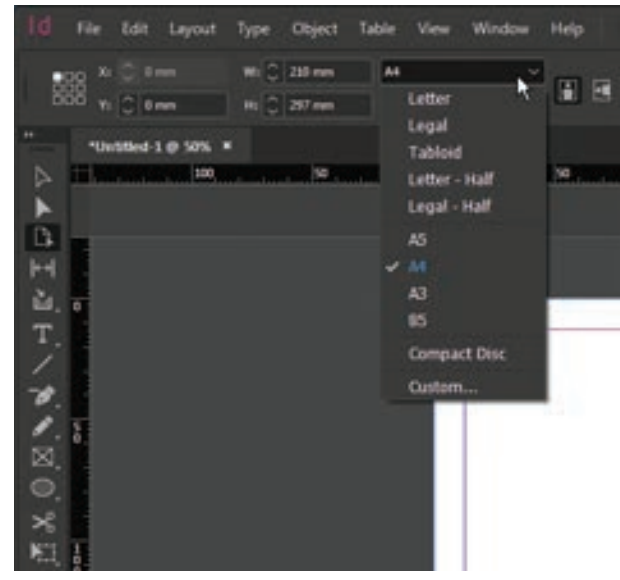 Id File Edit Layout Type Object Table View Window Help
X: 0 mm W: 210 mm A4
Y: 0 mm H: 297 mm
*Untitled-1 @ 50% ×
100 50 50
Letter
Legal
Tabloid
Letter - Half
Legal - Half
A5
A4
A3
B5
Compact Disc
Custom...
0
50